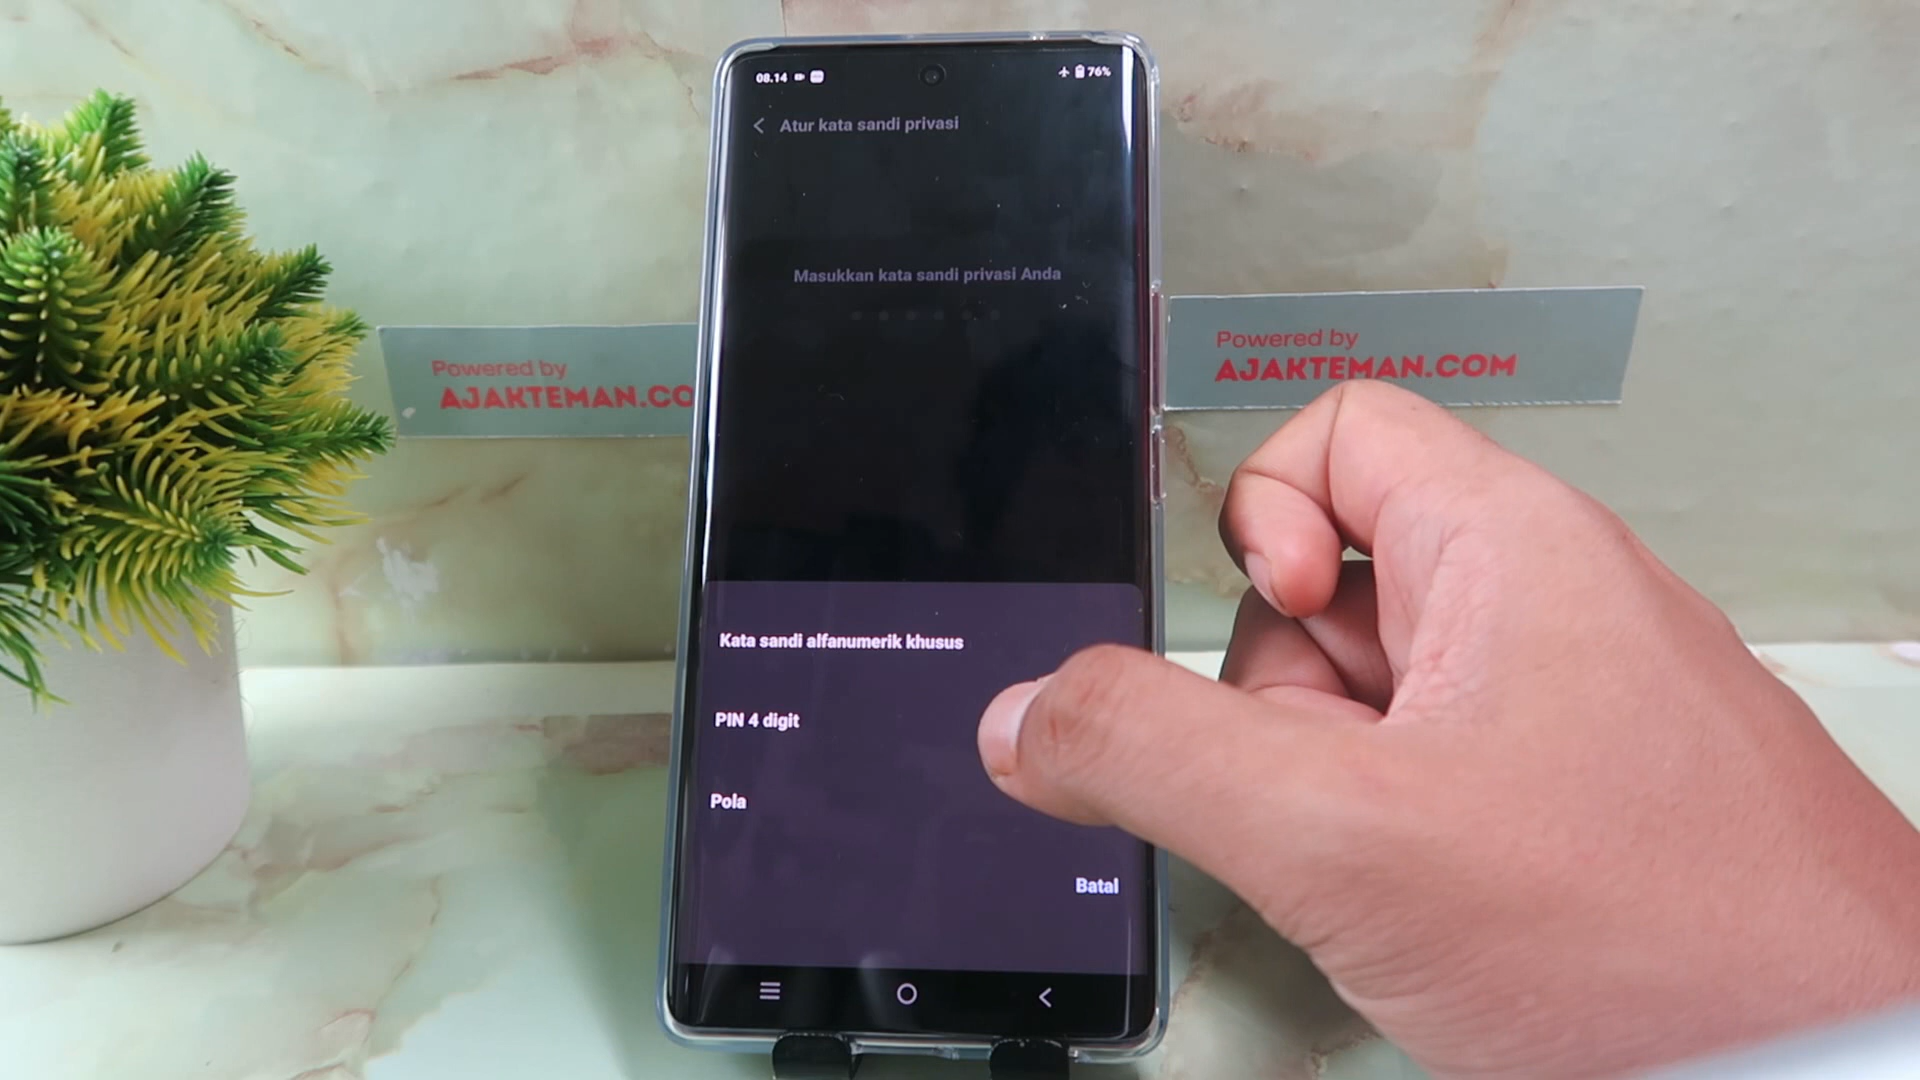 08.14
76%
Atur kata sandi privasi
Masukkan kata sandi privasi Anda
Powered by
AJAKTEMAN.CO
Powered by
AJAKTEMAN.COM
Kata sandi alfanumerik khusus
PIN 4 digit
Pola
Batal